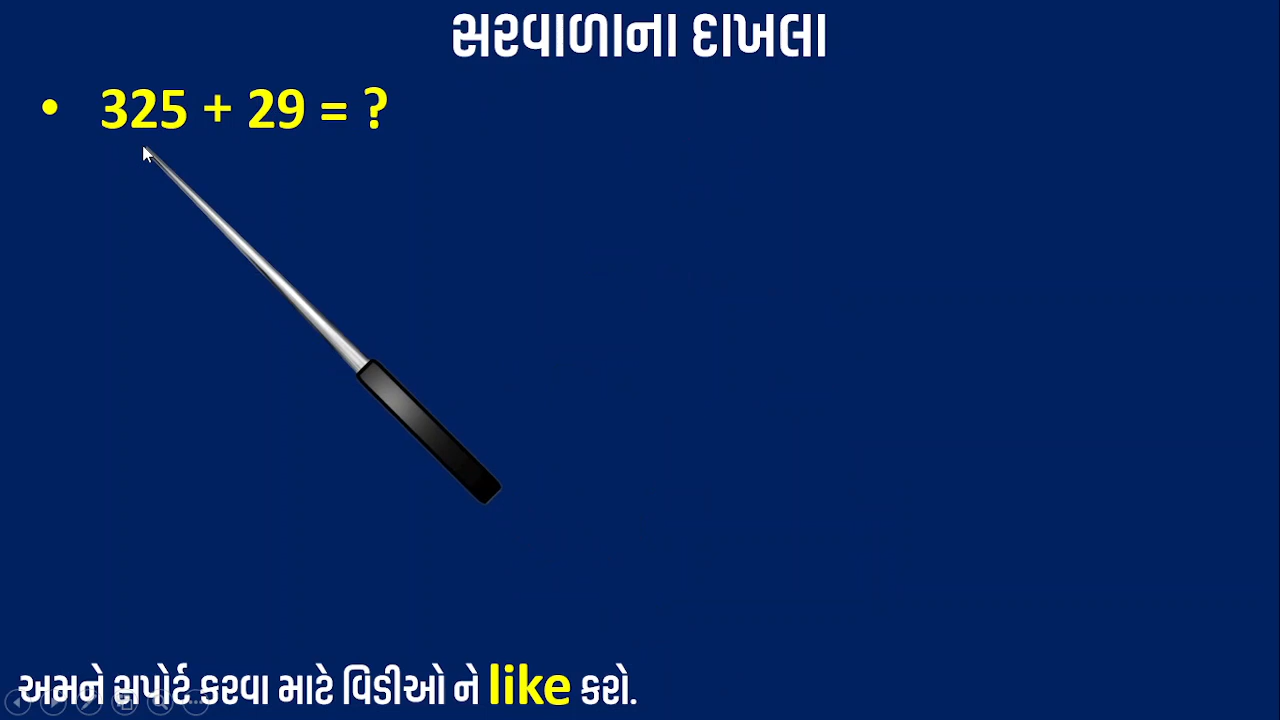 સરવાળાના દાખલા
• 325 + 29 = ?
અમને સપોર્ટ કરવા માટે વિડીઓ ને like કરો.